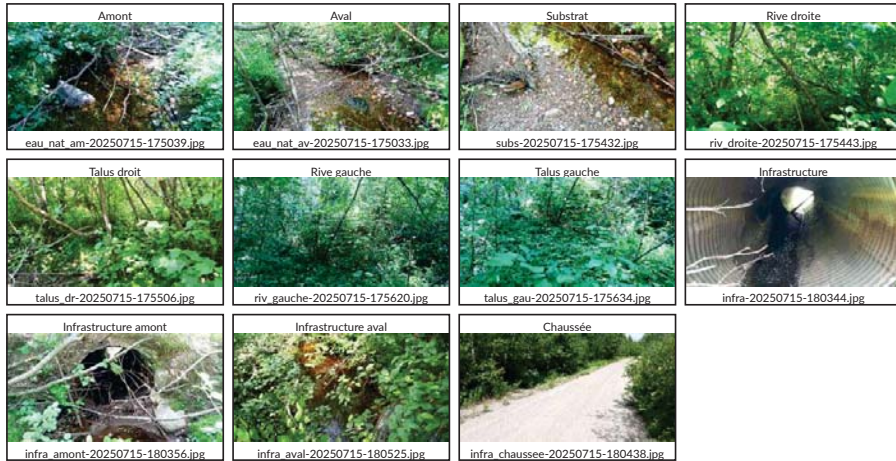 Amont
eau_nat_am-20250715-175039.jpg
Aval
eau_nat_av-20250715-175033.jpg
Substrat
subs-20250715-175432.jpg
Rive droite
riv_droite-20250715-175443.jpg
Talus droit
talus_dr-20250715-175506.jpg
Rive gauche
riv_gauche-20250715-175620.jpg
Talus gauche
talus_gau-20250715-175634.jpg
Infrastructure
infra-20250715-180344.jpg
Infrastructure amont
infra_amont-20250715-180356.jpg
Infrastructure aval
infra_aval-20250715-180525.jpg
Chaussée
infra_chaussee-20250715-180438.jpg